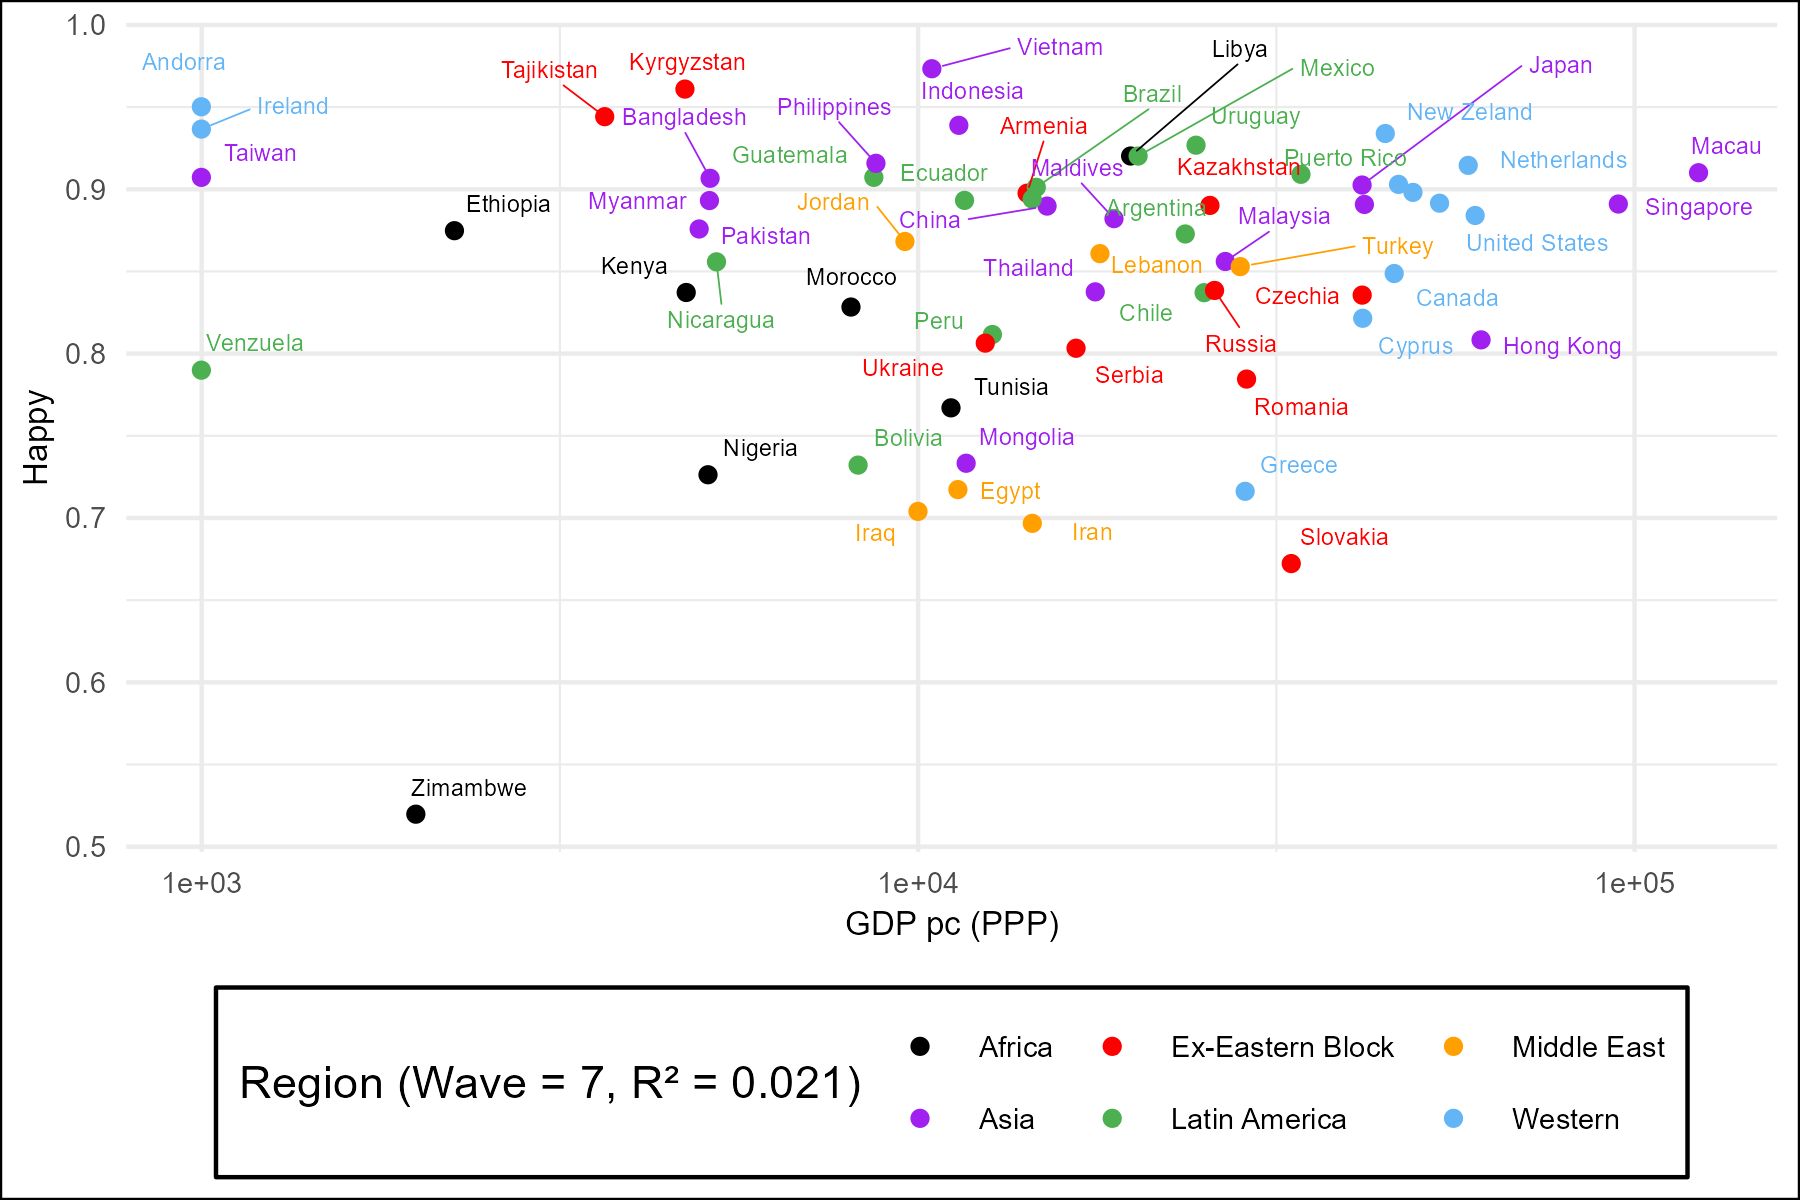 1.0
0.9
0.8
0.7
0.6
0.5
Happy
Andorra
Ireland
Taiwan
Venzuela
Ethiopia
Zimambwe
Tajikistan
Kyrgyzstan
Bangladesh
Myanmar
Pakistan
Kenya
Nicaragua
Nigeria
Philippines
Guatemala
Jordan
Morocco
Bolivia
Vietnam
Indonesia
Ecuador
China
Armenia
Maldives
Brazil
Libya
Mexico
Uruguay
Kazakhstan
Puerto Rico
Argentina
Malaysia
Thailand
Lebanon
Turkey
Chile
Peru
Ukraine
Tunisia
Serbia
Russia
Czechia
Mongolia
Egypt
Iraq
Iran
Romania
Greece
Slovakia
Japan
New Zeland
Netherlands
United States
Canada
Cyprus
Hong Kong
Macau
Singapore
1e+03
1e+04
1e+05
GDP pc (PPP)
Region (Wave = 7, R² = 0.021)
Africa
Ex-Eastern Block
Middle East
Asia
Latin America
Western